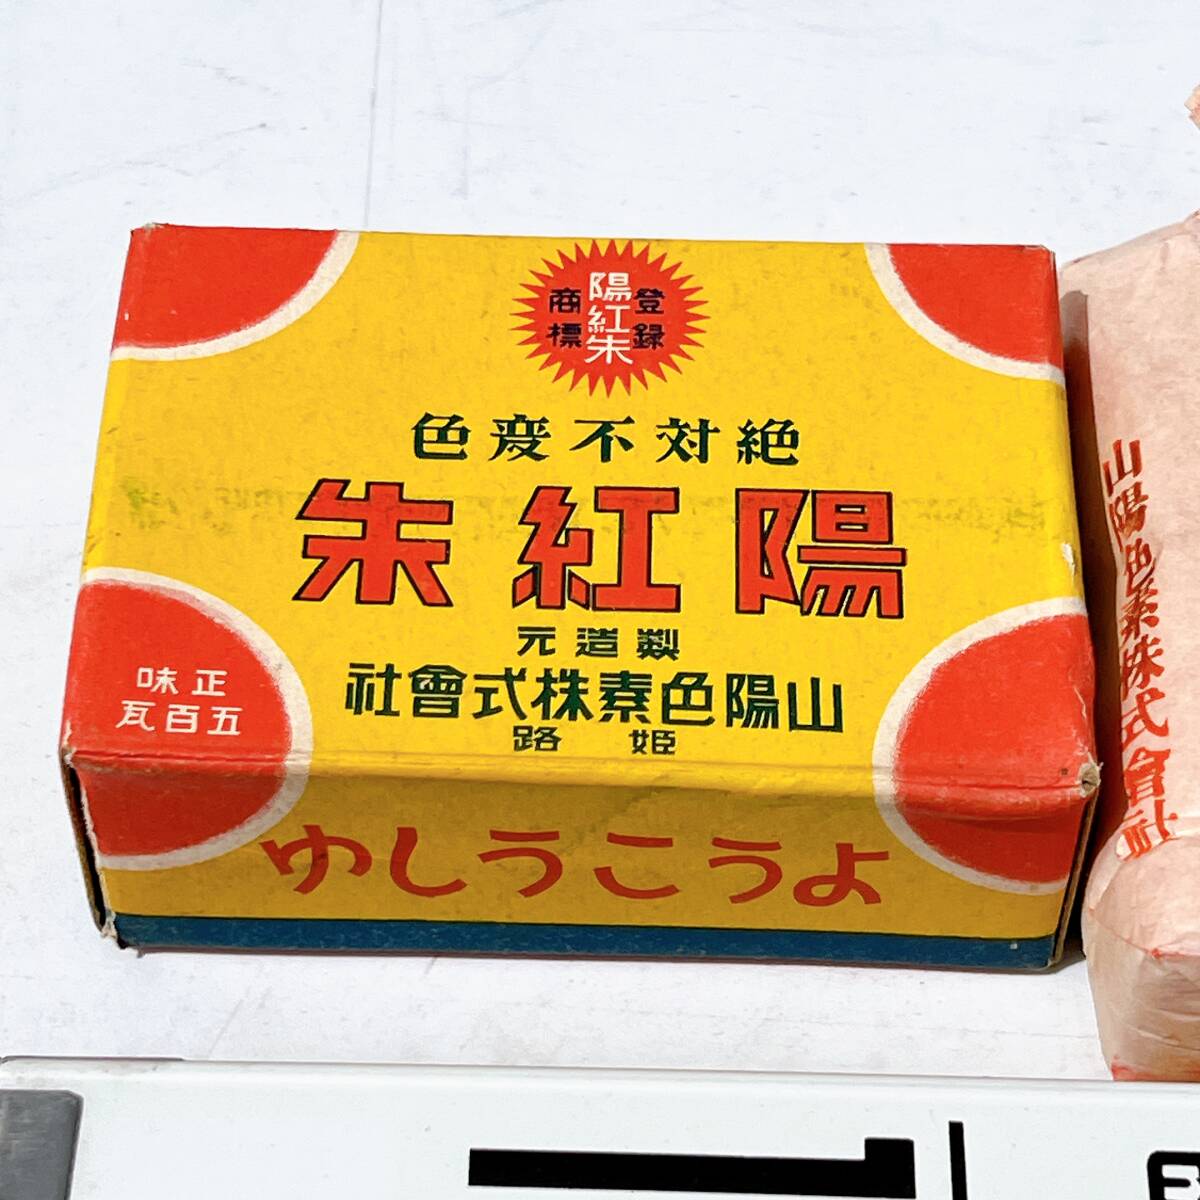 登録
陽紅朱
商標
絶対不変色
陽紅朱
製造元
山陽色素株式會社
姫路
正味
五百瓦
ようこうしゆ
山陽色素株式會社